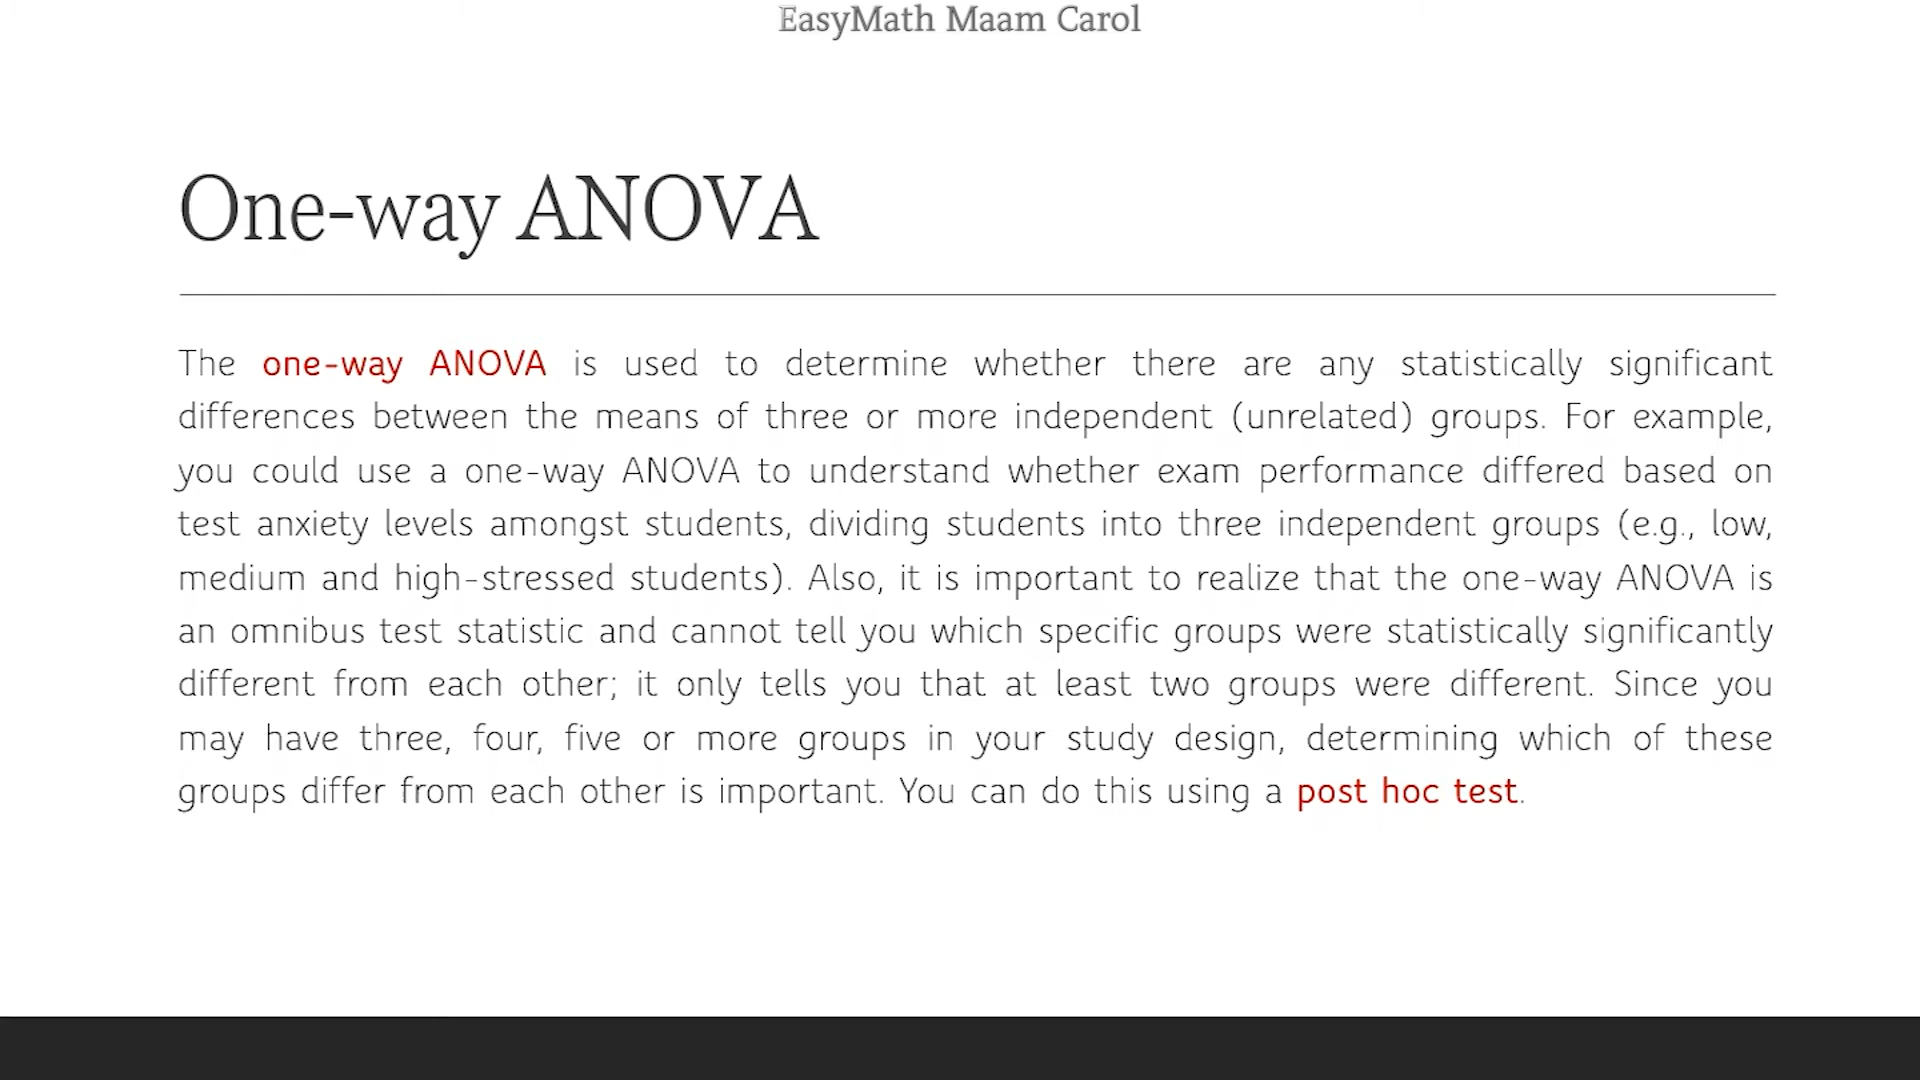 EasyMath Maam Carol
One-way ANOVA
The one-way ANOVA is used to determine whether there are any statistically significant
differences between the means of three or more independent (unrelated) groups. For example,
you could use a one-way ANOVA to understand whether exam performance differed based on
test anxiety levels amongst students, dividing students into three independent groups (e.g., low,
medium and high-stressed students). Also, it is important to realize that the one-way ANOVA is
an omnibus test statistic and cannot tell you which specific groups were statistically significantly
different from each other; it only tells you that at least two groups were different. Since you
may have three, four, five or more groups in your study design, determining which of these
groups differ from each other is important. You can do this using a post hoc test.